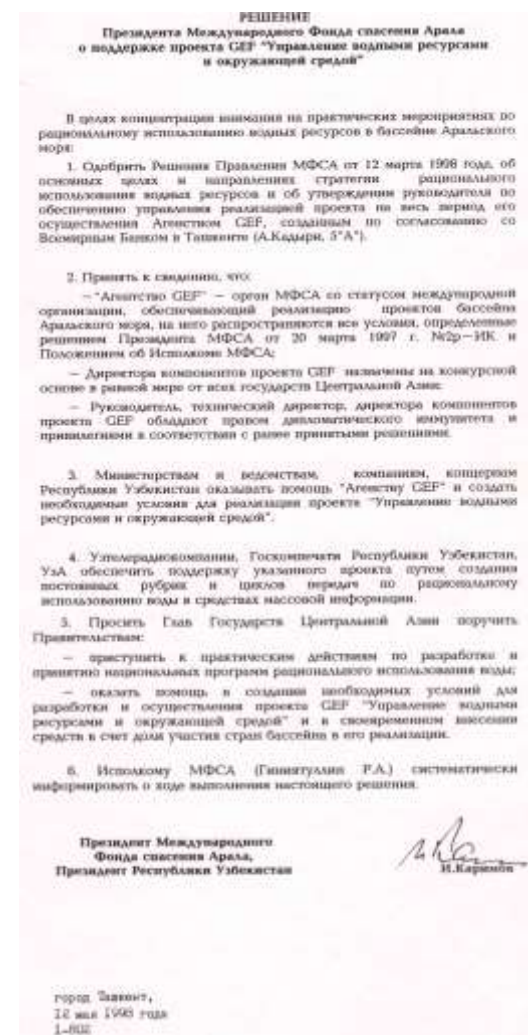 РЕШЕНИЕ
Президента Международного Фонда спасения Арала
о поддержке проекта GEF "Управление водными ресурсами
и окружающей средой"
В целях концентрации внимания на практических мероприятиях по
рациональному использованию водных ресурсов в бассейне Аральского
моря:
1. Одобрить Решения Правления МФСА от 12 марта 1998 года, об
основных целях и направлениях стратегии рационального
использования водных ресурсов и об утверждении руководителя по
обеспечению управления реализацией проекта на весь период его
осуществления Агентством GEF, созданным по согласованию со
Всемирным Банком в Ташкенте (А.Кадыри, 5"А").
2. Принять к сведению, что:
– "Агентство GEF" – орган МФСА со статусом международной
организации, обеспечивающий реализацию проектов бассейна
Аральского моря, на него распространяются все условия, определенные
решением Президента МФСА от 20 марта 1997 г. №2р–ИК и
Положением об Исполкоме МФСА;
– Директора компонентов проекта GEF назначены на конкурсной
основе в равной мере от всех государств Центральной Азии;
– Руководитель, технический директор, директора компонентов
проекта GEF обладают правом дипломатического иммунитета и
привилегиями в соответствии с ранее принятыми решениями.
3. Министерствам и ведомствам, компаниям, концернам
Республики Узбекистан оказывать помощь "Агенству GEF" и создать
необходимые условия для реализации проекта "Управление водными
ресурсами и окружающей средой".
4. Узтелерадиокомпании, Госкомпечати Республики Узбекистан,
УзА обеспечить поддержку указанного проекта путем создания
постоянных рубрик и циклов передач по рациональному
использованию воды в средствах массовой информации.
5. Просить Глав Государств Центральной Азии поручить
Правительствам:
– приступить к практическим действиям по разработке и
принятию национальных программ рационального использования воды;
– оказать помощь в создании необходимых условий для
разработки и осуществления проекта GEF "Управление водными
ресурсами и окружающей средой" и в своевременном внесении
средств в счет доли участия стран бассейна в его реализации.
6. Исполкому МФСА (Гиниятуллин Р.А.) систематически
информировать о ходе выполнения настоящего решения.
Президент Международного
Фонда спасения Арала,
Президент Республики Узбекистан
И.Каримов
город Ташкент,
12 мая 1998 года
1-802